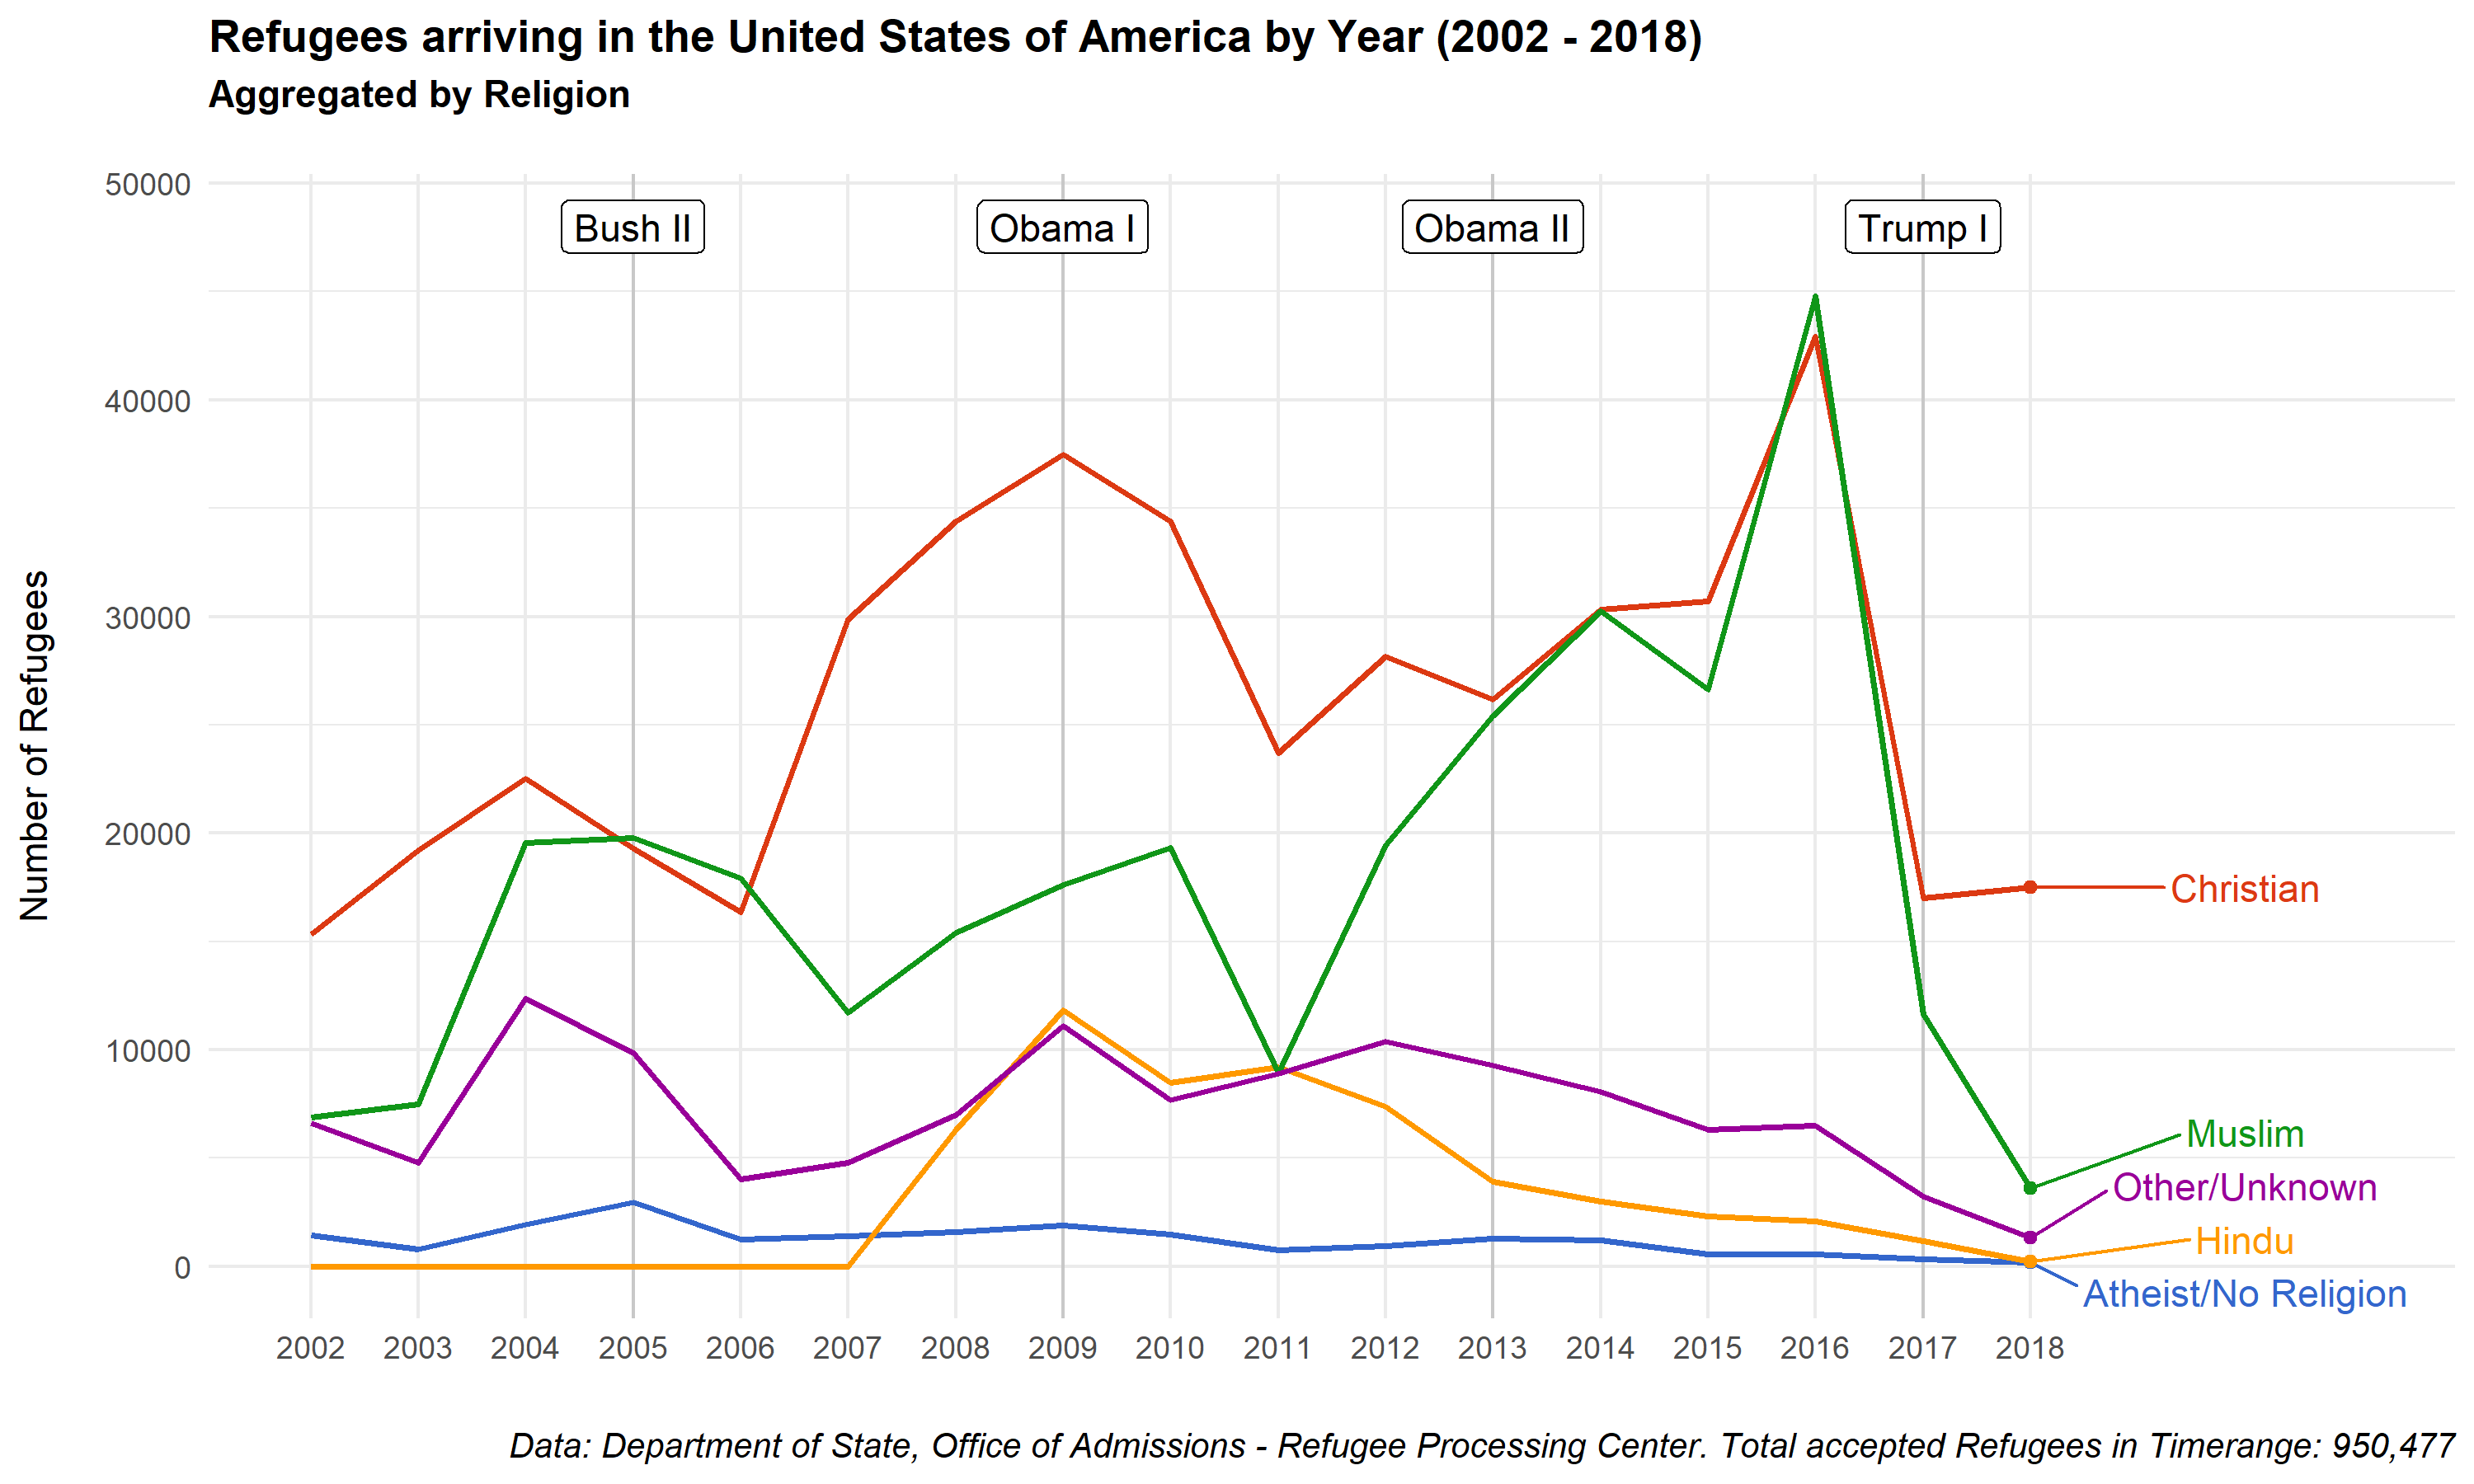 Refugees arriving in the United States of America by Year (2002 - 2018)
Aggregated by Religion
50000
Bush II
Obama I
Obama II
Trump I
40000
30000
Number of Refugees
20000
Christian
10000
Muslim
Other/Unknown
Hindu
0
Atheist/No Religion
2002 2003 2004 2005 2006 2007 2008 2009 2010 2011 2012 2013 2014 2015 2016 2017 2018
Data: Department of State, Office of Admissions - Refugee Processing Center. Total accepted Refugees in Timerange: 950,477